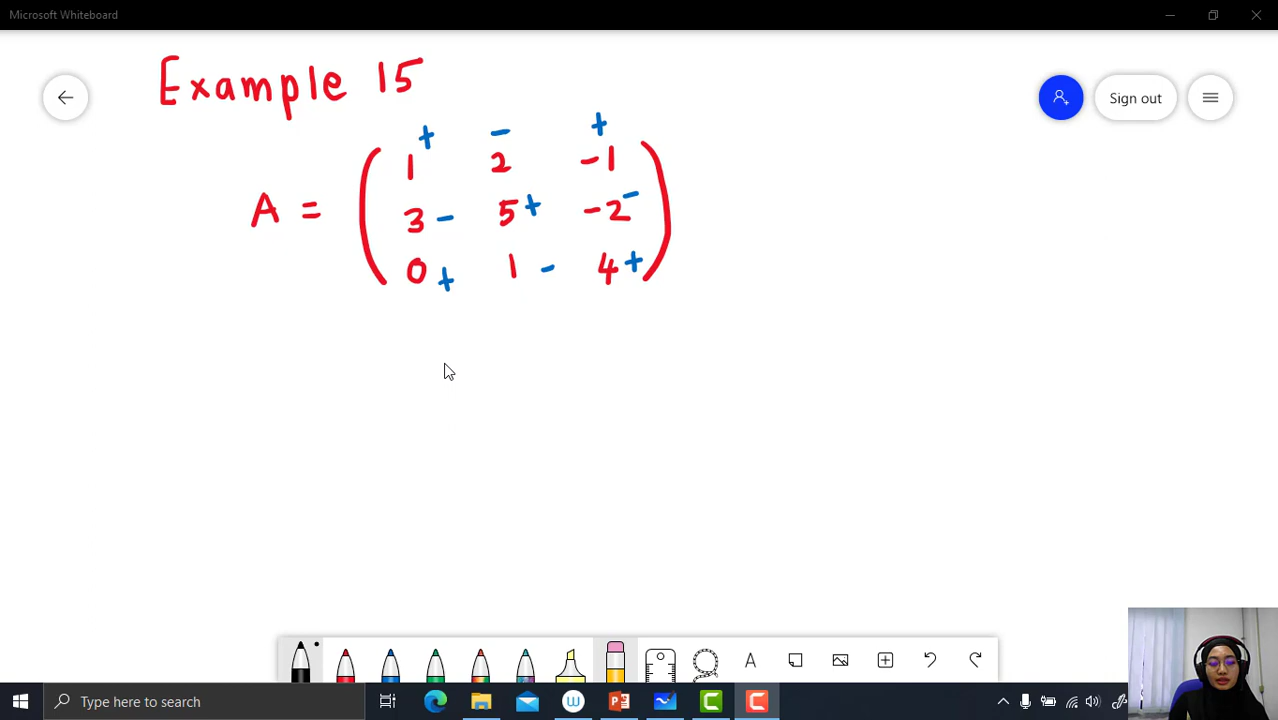 Microsoft Whiteboard
Example 15
Sign out
+ - +
1 2 -1
A = 3 - 5 + -2 -
0 + 1 - 4 +
A
Type here to search
W